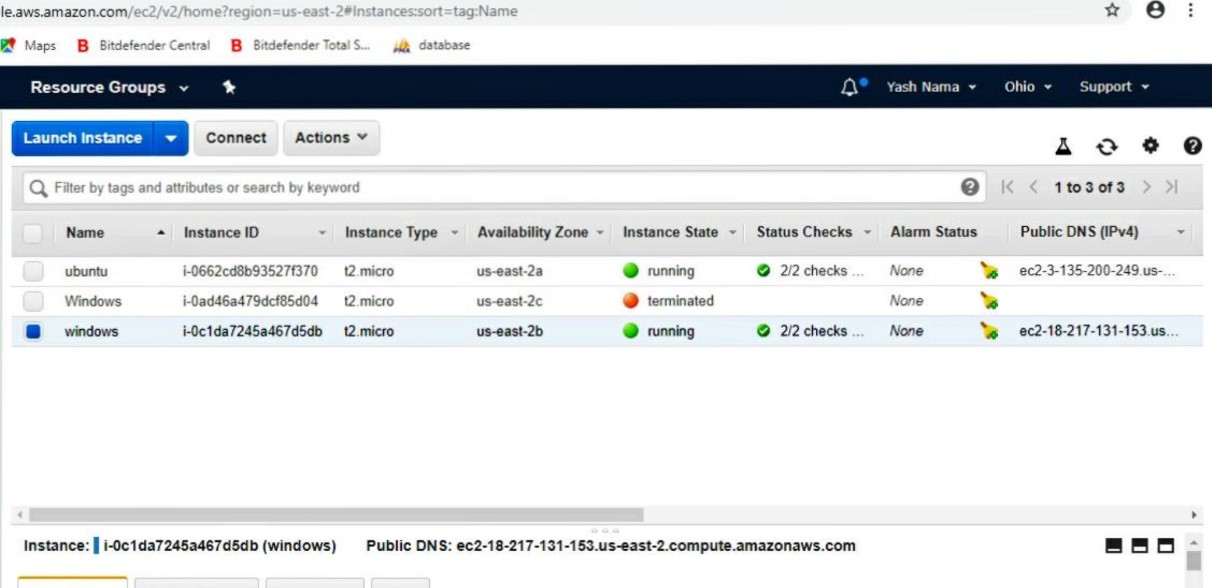 le.aws.amazon.com/ec2/v2/home?region=us-east-2#Instances:sort=tag:Name
Maps B Bitdefender Central B Bitdefender Total S... database
Resource Groups Yash Nama Ohio Support
Launch Instance Connect Actions
Filter by tags and attributes or search by keyword 1 to 3 of 3
Name Instance ID Instance Type Availability Zone Instance State Status Checks Alarm Status Public DNS (IPv4)
ubuntu i-0662cd8b93527f370 t2.micro us-east-2a running 2/2 checks ... None ec2-3-135-200-249.us-...
Windows i-0ad46a479dcf85d04 t2.micro us-east-2c terminated None
windows i-0c1da7245a467d5db t2.micro us-east-2b running 2/2 checks ... None ec2-18-217-131-153.us...
Instance: i-0c1da7245a467d5db (windows) Public DNS: ec2-18-217-131-153.us-east-2.compute.amazonaws.com